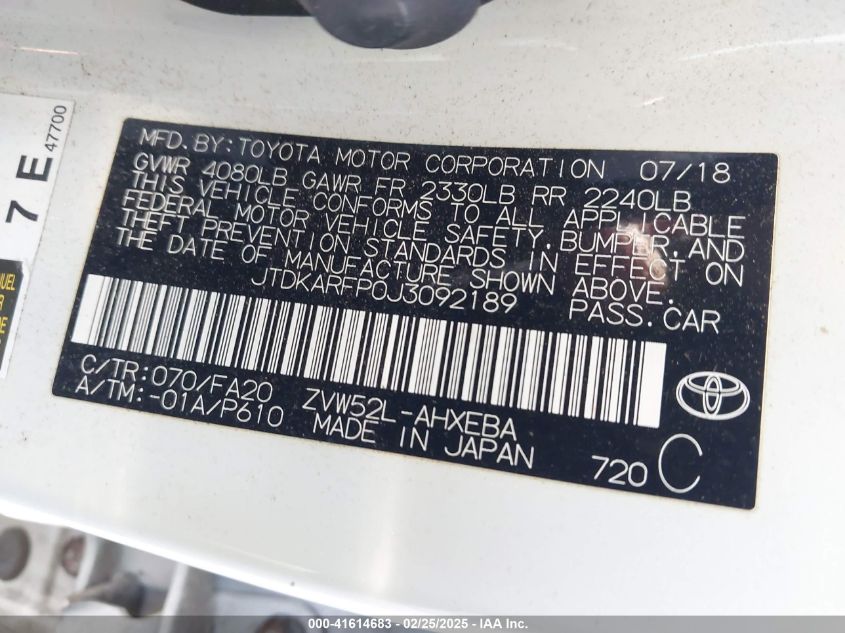 7 E
47700
MFD. BY: TOYOTA MOTOR CORPORATION 07/18
GVWR 4080LB GAWR FR 2330LB RR 2240LB
THIS VEHICLE CONFORMS TO ALL APPLICABLE
FEDERAL MOTOR VEHICLE SAFETY, BUMPER, AND
THEFT PREVENTION STANDARDS IN EFFECT ON
THE DATE OF MANUFACTURE SHOWN ABOVE.
JTDKARFP0J3092189 PASS. CAR
C/TR: 070/FA20 ZVW52L-AHXEBA
A/TM: -01A/P610 MADE IN JAPAN
720 C
000-41614683 - 02/25/2025 - IAA Inc.